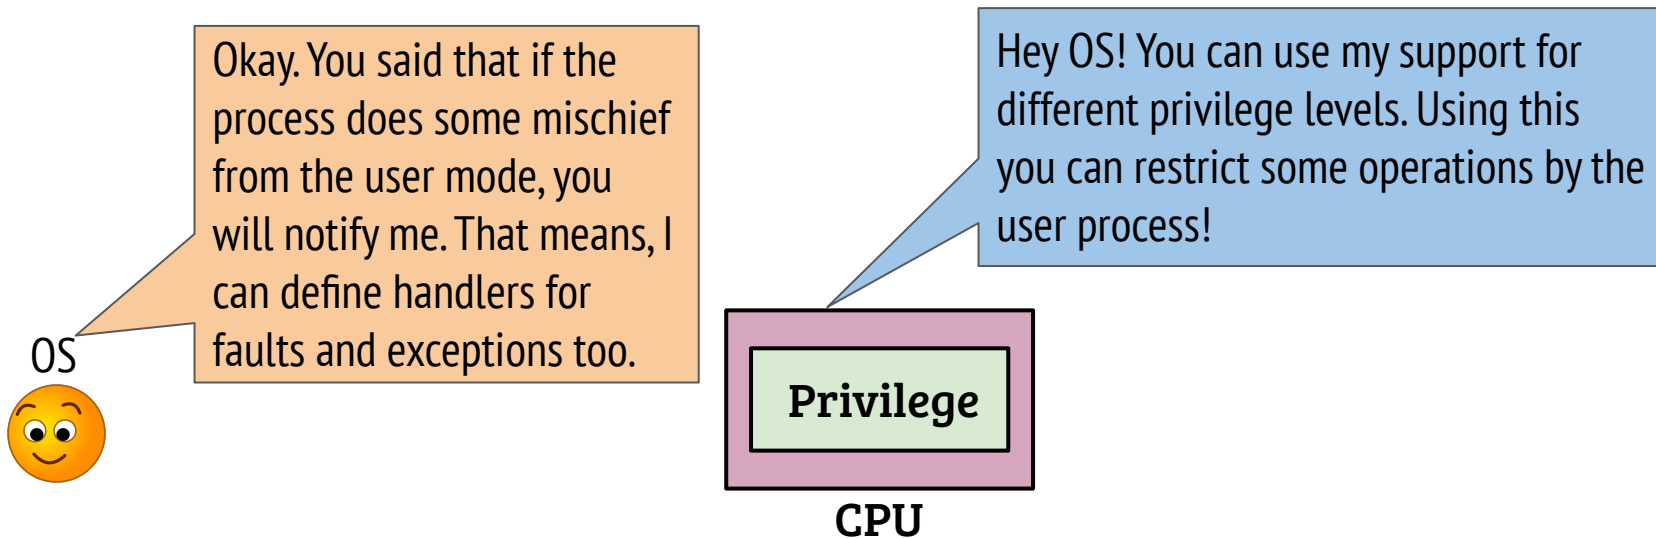 Okay. You said that if the
process does some mischief
from the user mode, you
will notify me. That means, I
can define handlers for
faults and exceptions too.
OS
Hey OS! You can use my support for
different privilege levels. Using this
you can restrict some operations by the
user process!
Privilege
CPU